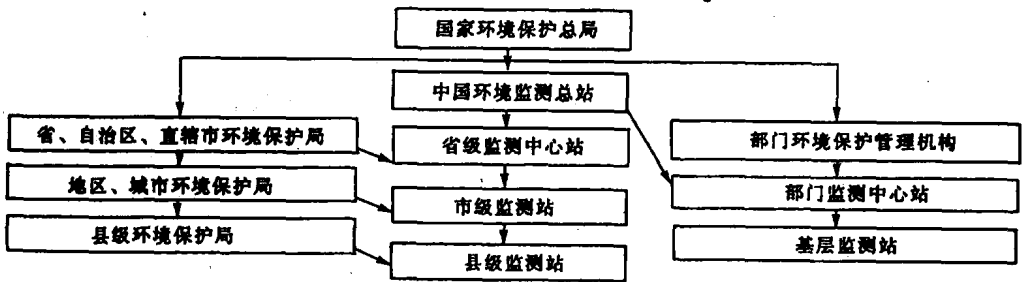 国家环境保护总局
中国环境监测总站
省、自治区、直辖市环境保护局
省级监测中心站
部门环境保护管理机构
地区、城市环境保护局
市级监测站
部门监测中心站
县级环境保护局
县级监测站
基层监测站